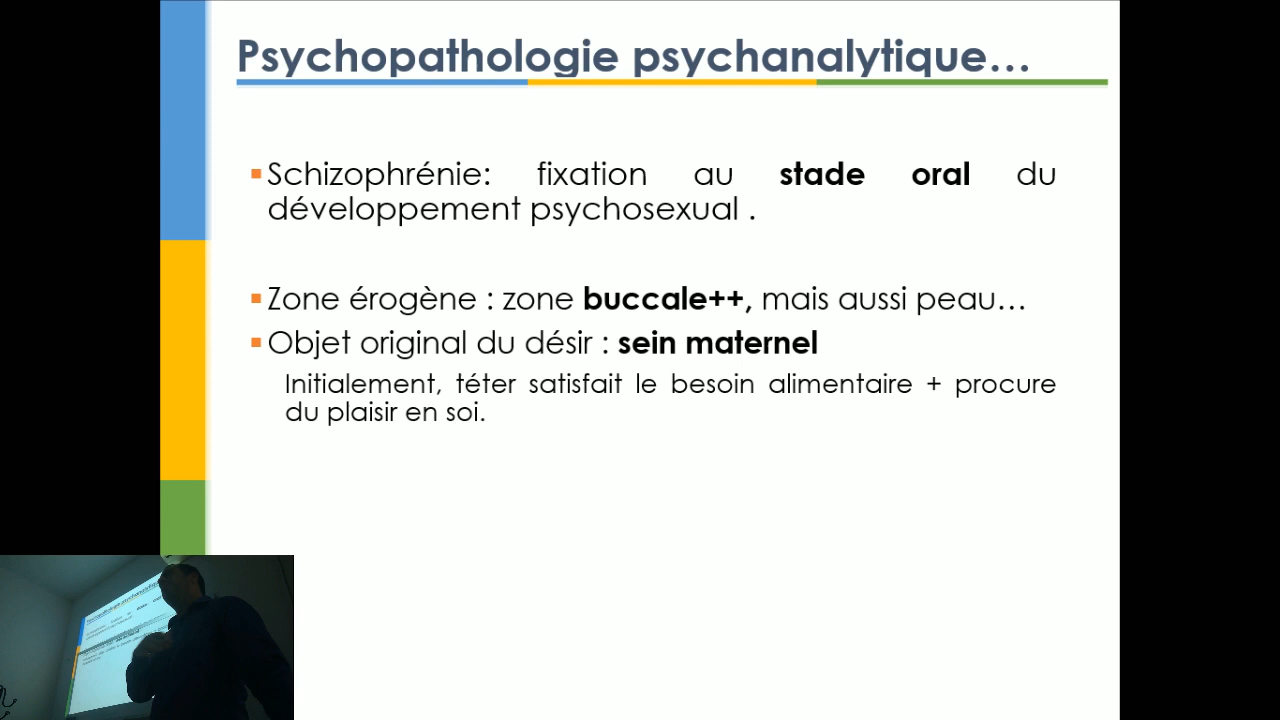 Psychopathologie psychanalytique…
Schizophrénie: fixation au stade oral du
développement psychosexual .
Zone érogène : zone buccale++, mais aussi peau…
Objet original du désir : sein maternel
Initialement, téter satisfait le besoin alimentaire + procure
du plaisir en soi.